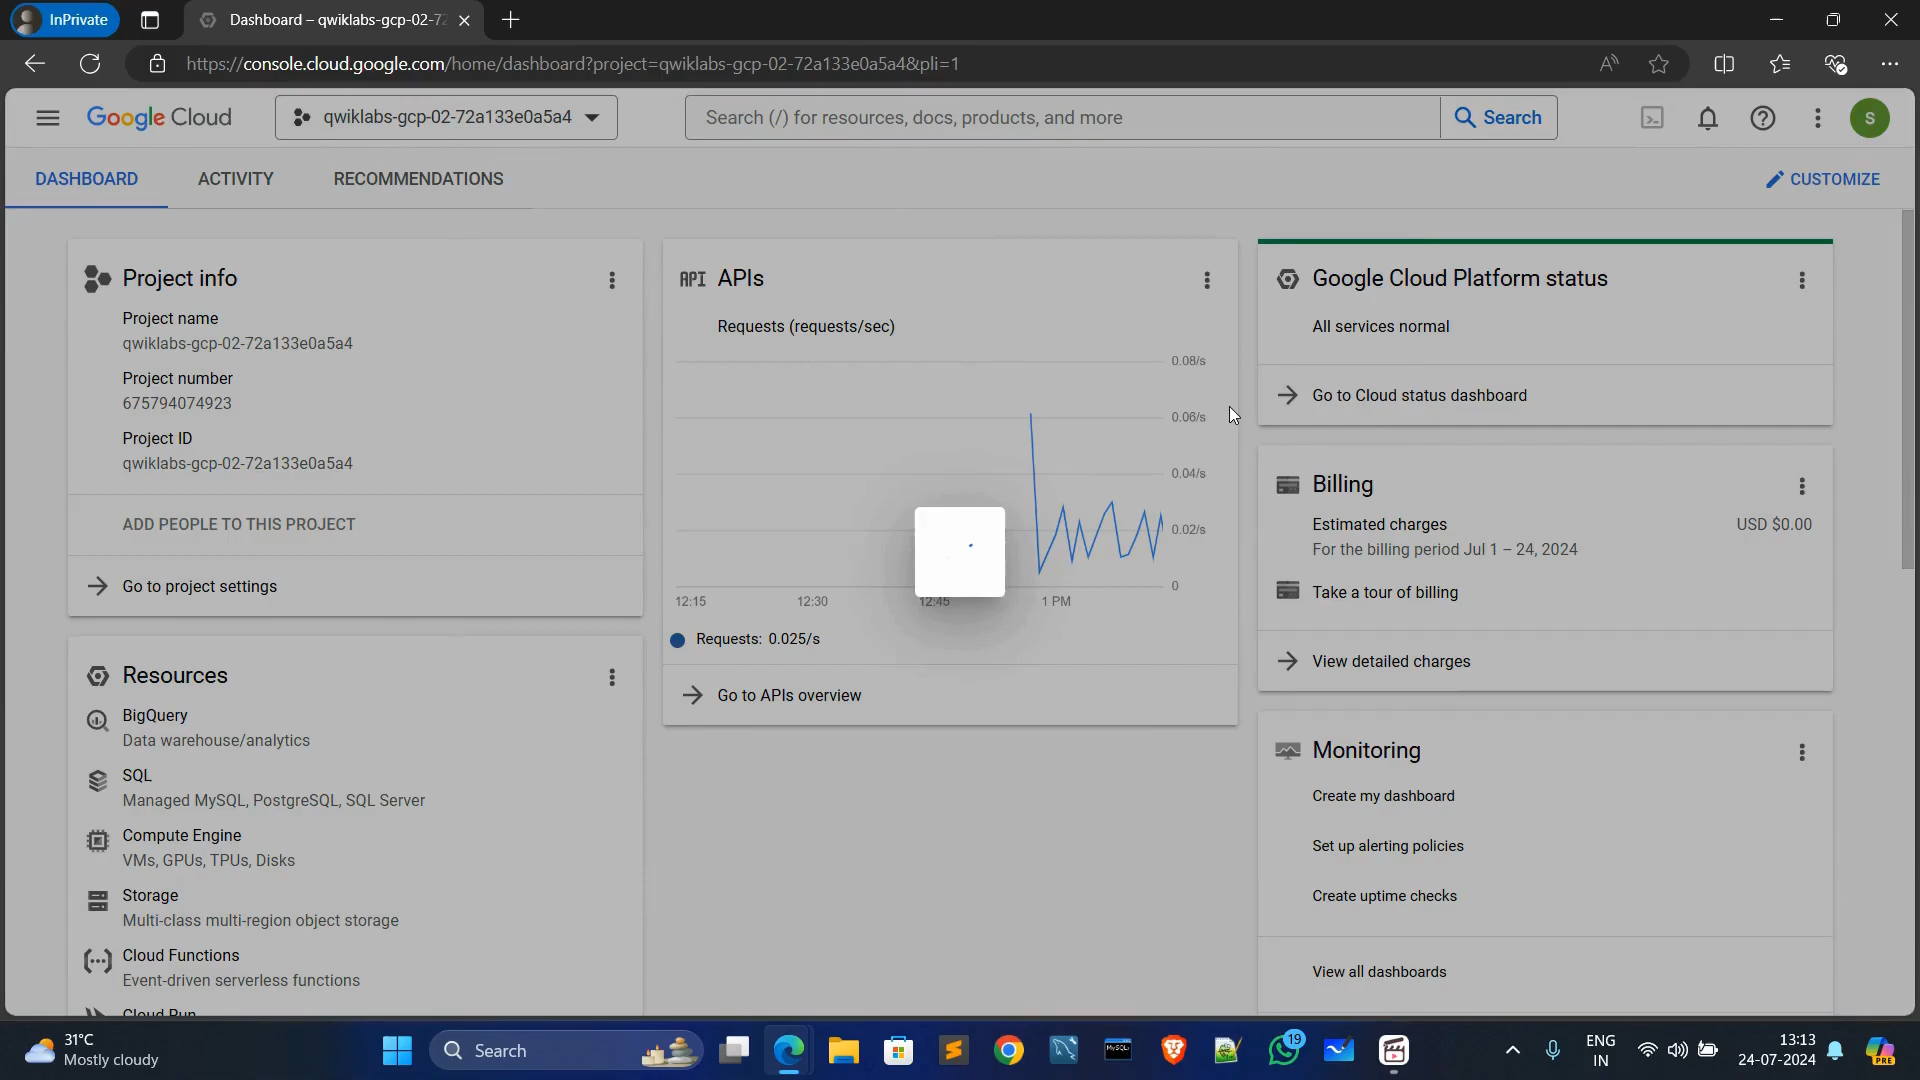 InPrivate
Dashboard – qwiklabs-gcp-02-72
https://console.cloud.google.com/home/dashboard?project=qwiklabs-gcp-02-72a133e0a5a4&pli=1
Google Cloud
qwiklabs-gcp-02-72a133e0a5a4
Search (/) for resources, docs, products, and more
Search
S
DASHBOARD
ACTIVITY
RECOMMENDATIONS
CUSTOMIZE
Project info
Project name
qwiklabs-gcp-02-72a133e0a5a4
Project number
675794074923
Project ID
qwiklabs-gcp-02-72a133e0a5a4
ADD PEOPLE TO THIS PROJECT
Go to project settings
Resources
BigQuery
Data warehouse/analytics
SQL
Managed MySQL, PostgreSQL, SQL Server
Compute Engine
VMs, GPUs, TPUs, Disks
Storage
Multi-class multi-region object storage
Cloud Functions
Event-driven serverless functions
Cloud Run
API APIs
Requests (requests/sec)
0.08/s
0.06/s
0.04/s
0.02/s
0
12:15
12:30
12:45
1 PM
Requests: 0.025/s
Go to APIs overview
Google Cloud Platform status
All services normal
Go to Cloud status dashboard
Billing
Estimated charges
USD $0.00
For the billing period Jul 1 – 24, 2024
Take a tour of billing
View detailed charges
Monitoring
Create my dashboard
Set up alerting policies
Create uptime checks
View all dashboards
31°C
Mostly cloudy
Search
MySQL
19
ENG
IN
13:13
24-07-2024
PRE